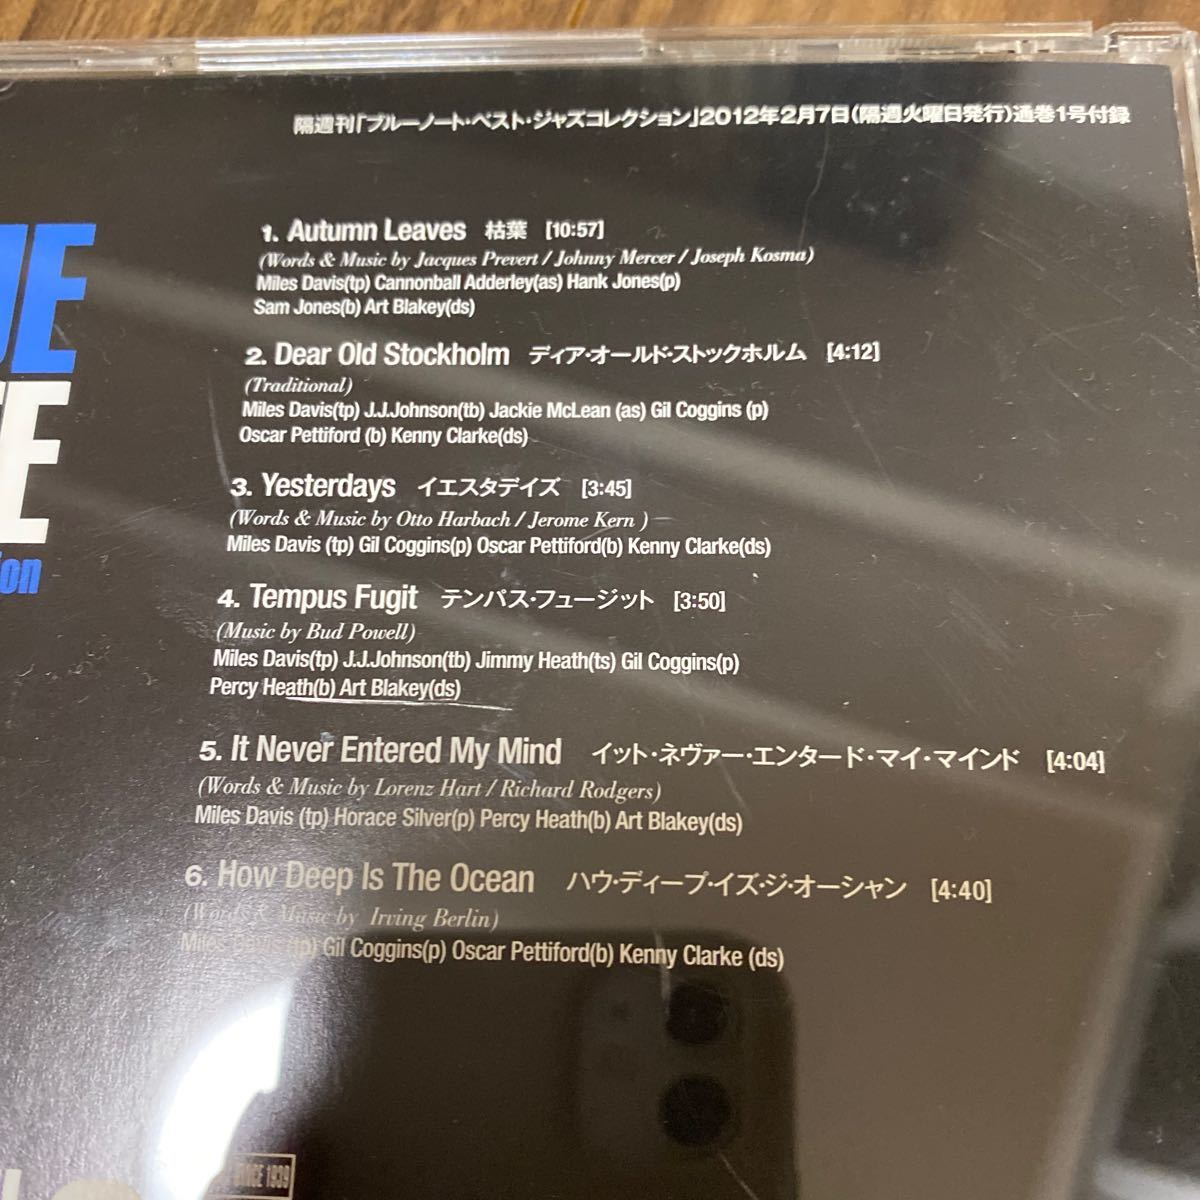 隔週刊「ブルーノート・ベスト・ジャズコレクション」2012年2月7日(隔週火曜日発行)通巻1号付録
1. Autumn Leaves 枯葉 [10:57]
(Words & Music by Jacques Prevert / Johnny Mercer / Joseph Kosma)
Miles Davis(tp) Cannonball Adderley(as) Hank Jones(p)
Sam Jones(b) Art Blakey(ds)
2. Dear Old Stockholm ディア・オールド・ストックホルム [4:12]
(Traditional)
Miles Davis(tp) J.J.Johnson(tb) Jackie McLean (as) Gil Coggins (p)
Oscar Pettiford (b) Kenny Clarke(ds)
3. Yesterdays イエスタデイズ [3:45]
(Words & Music by Otto Harbach / Jerome Kern )
Miles Davis (tp) Gil Coggins(p) Oscar Pettiford(b) Kenny Clarke(ds)
4. Tempus Fugit テンパス・フュージット [3:50]
(Music by Bud Powell)
Miles Davis(tp) J.J.Johnson(tb) Jimmy Heath(ts) Gil Coggins(p)
Percy Heath(b) Art Blakey(ds)
5. It Never Entered My Mind イット・ネヴァー・エンタード・マイ・マインド [4:04]
(Words & Music by Lorenz Hart / Richard Rodgers)
Miles Davis (tp) Horace Silver(p) Percy Heath(b) Art Blakey(ds)
6. How Deep Is The Ocean ハウ・ディープ・イズ・ジ・オーシャン [4:40]
(Words & Music by Irving Berlin)
Miles Davis (tp) Gil Coggins(p) Oscar Pettiford(b) Kenny Clarke (ds)
SINCE 1939